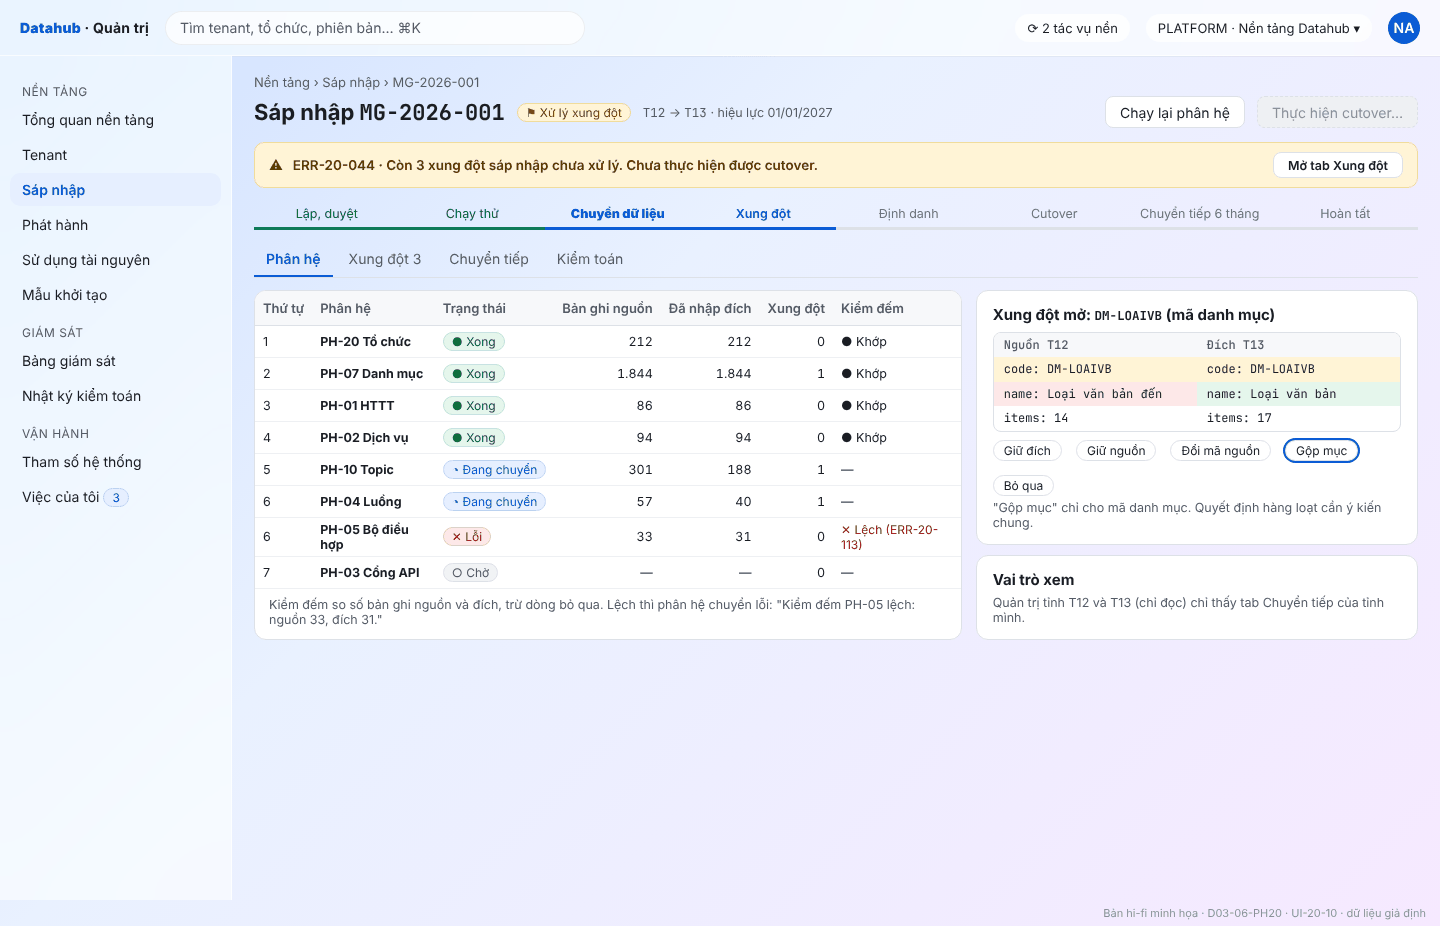 Datahub · Quản trị
Tìm tenant, tổ chức, phiên bản... ⌘K
⟳ 2 tác vụ nền
PLATFORM · Nền tảng Datahub ▾
NA
NỀN TẢNG
Tổng quan nền tảng
Tenant
Sáp nhập
Phát hành
Sử dụng tài nguyên
Mẫu khởi tạo
GIÁM SÁT
Bảng giám sát
Nhật ký kiểm toán
VẬN HÀNH
Tham số hệ thống
Việc của tôi 3
Nền tảng › Sáp nhập › MG-2026-001
Sáp nhập MG-2026-001
⚑ Xử lý xung đột
T12 → T13 · hiệu lực 01/01/2027
Chạy lại phân hệ
Thực hiện cutover...
⚠ ERR-20-044 · Còn 3 xung đột sáp nhập chưa xử lý. Chưa thực hiện được cutover.
Mở tab Xung đột
Lập, duyệt
Chạy thử
Chuyển dữ liệu
Xung đột
Định danh
Cutover
Chuyển tiếp 6 tháng
Hoàn tất
Phân hệ
Xung đột 3
Chuyển tiếp
Kiểm toán
Thứ tự Phân hệ Trạng thái Bản ghi nguồn Đã nhập đích Xung đột Kiểm đếm
1 PH-20 Tổ chức ● Xong 212 212 0 ● Khớp
2 PH-07 Danh mục ● Xong 1.844 1.844 1 ● Khớp
3 PH-01 HTTT ● Xong 86 86 0 ● Khớp
4 PH-02 Dịch vụ ● Xong 94 94 0 ● Khớp
5 PH-10 Topic Đang chuyển 301 188 1 —
6 PH-04 Luồng Đang chuyển 57 40 1 —
6 PH-05 Bộ điều hợp ✕ Lỗi 33 31 0 ✕ Lệch (ERR-20-113)
7 PH-03 Cổng API ○ Chờ — — 0 —
Kiểm đếm so số bản ghi nguồn và đích, trừ dòng bỏ qua. Lệch thì phân hệ chuyển lỗi: "Kiểm đếm PH-05 lệch:
nguồn 33, đích 31."
Xung đột mở: DM-LOAIVB (mã danh mục)
Nguồn T12 Đích T13
code: DM-LOAIVB code: DM-LOAIVB
name: Loại văn bản đến name: Loại văn bản
items: 14 items: 17
Giữ đích
Giữ nguồn
Đổi mã nguồn
Gộp mục
Bỏ qua
"Gộp mục" chỉ cho mã danh mục. Quyết định hàng loạt cần ý kiến
chung.
Vai trò xem
Quản trị tỉnh T12 và T13 (chỉ đọc) chỉ thấy tab Chuyển tiếp của tỉnh
mình.
Bản hi-fi minh họa · D03-06-PH20 · UI-20-10 · dữ liệu giả định